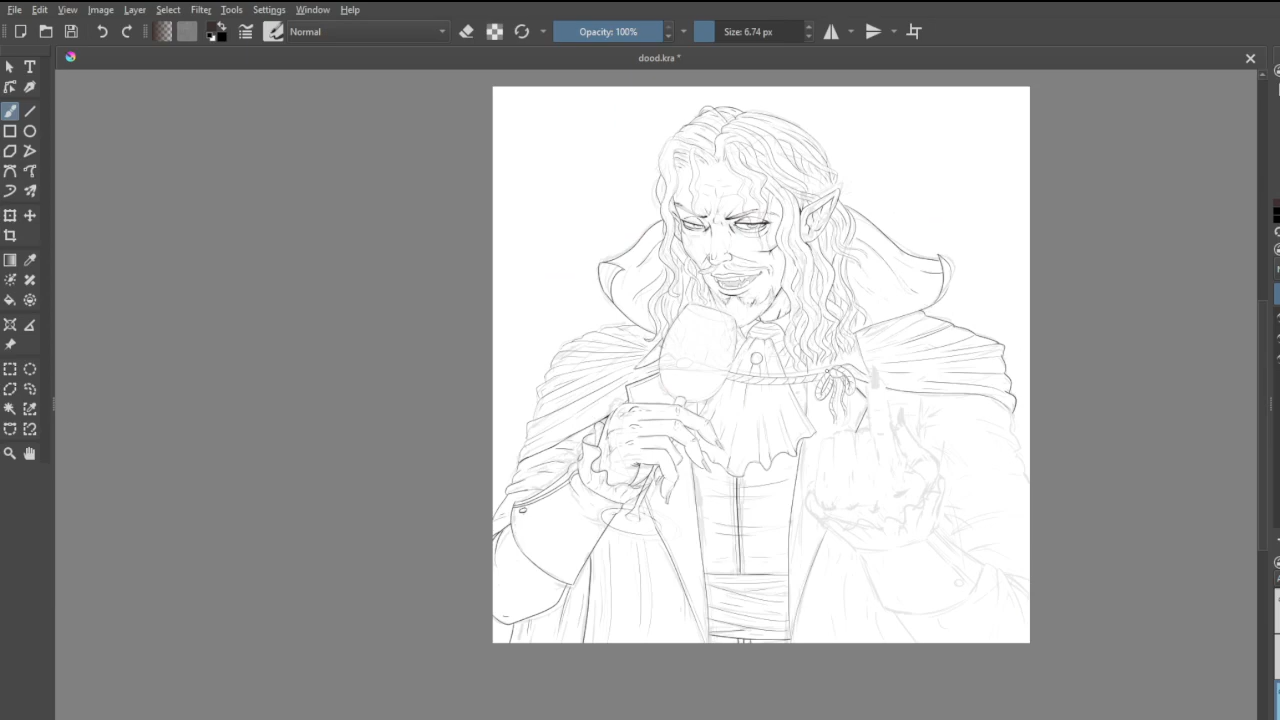 File Edit View Image Layer Select Filter Tools Settings Window Help
Normal Opacity: 100% Size: 6.74 px
dood.kra *